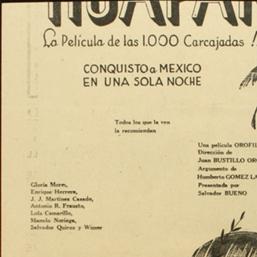 HUAPAN
La Película de las 1.000 Carcajadas !
CONQUISTO a MEXICO
EN UNA SOLA NOCHE
Todos los que la ven
la recomiendan
Una película OROFI
Dirección de
Juan BUSTILLO OR
Argumento de
Humberto GOMEZ LA
Presentada por
Salvador BUENO
Gloria Morel,
Enrique Herrera,
J. J. Martínez Casado,
Antonio R. Frausto,
Lola Camarillo,
Manolo Noriega,
Salvador Quiroz y Wimer